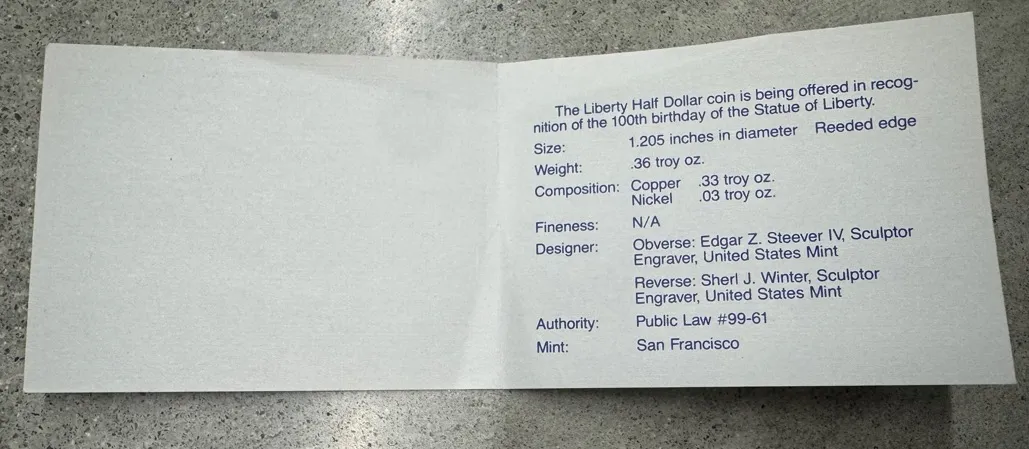 The Liberty Half Dollar coin is being offered in recog-
nition of the 100th birthday of the Statue of Liberty.
Size: 1.205 inches in diameter Reeded edge
Weight: .36 troy oz.
Composition: Copper .33 troy oz.
Nickel .03 troy oz.
Fineness: N/A
Designer: Obverse: Edgar Z. Steever IV, Sculptor
Engraver, United States Mint
Reverse: Sherl J. Winter, Sculptor
Engraver, United States Mint
Authority: Public Law #99-61
Mint: San Francisco